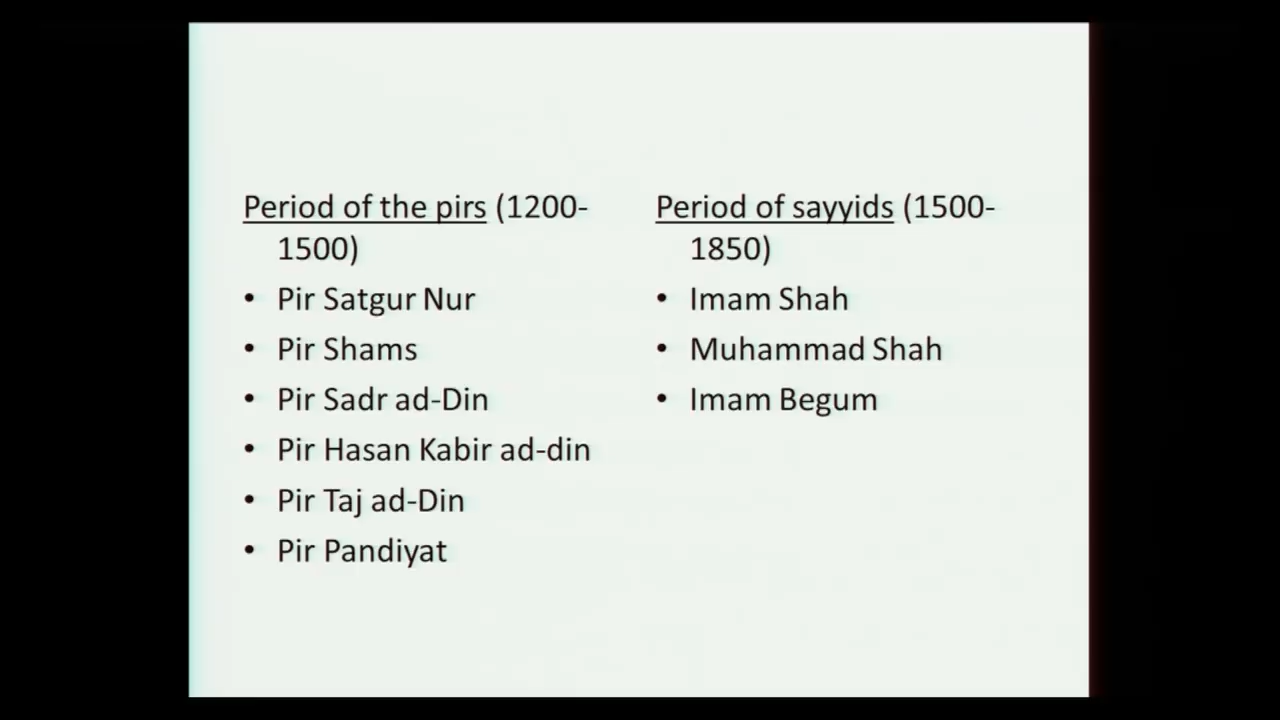 Period of the pirs (1200-
1500)
• Pir Satgur Nur
• Pir Shams
• Pir Sadr ad-Din
• Pir Hasan Kabir ad-din
• Pir Taj ad-Din
• Pir Pandiyat
Period of sayyids (1500-
1850)
• Imam Shah
• Muhammad Shah
• Imam Begum